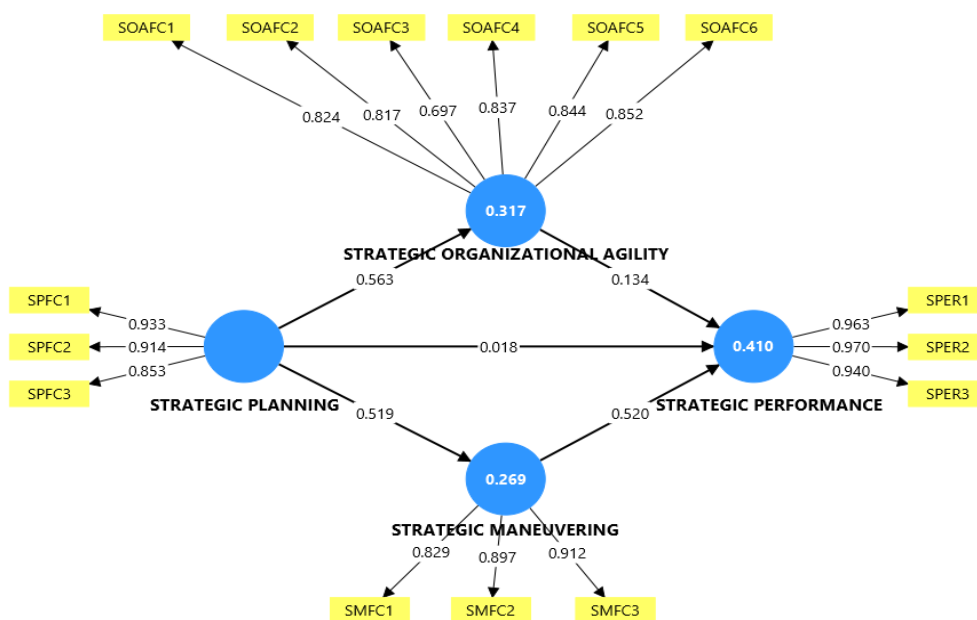 SOAFC1 SOAFC2 SOAFC3 SOAFC4 SOAFC5 SOAFC6
0.824 0.817 0.697 0.837 0.844 0.852
0.317
STRATEGIC ORGANIZATIONAL AGILITY
0.563 0.134
SPFC1 SPER1
0.933 0.963
SPFC2 0.914 0.018 0.410 0.970 SPER2
0.853 0.940
SPFC3 SPER3
STRATEGIC PLANNING STRATEGIC PERFORMANCE
0.519 0.520
0.269
STRATEGIC MANEUVERING
0.829 0.897 0.912
SMFC1 SMFC2 SMFC3